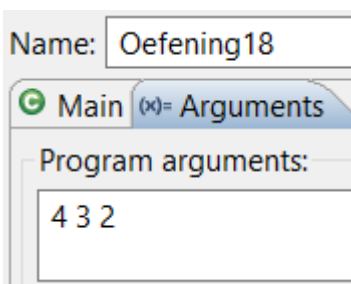 Name: Oefening18
Main (x)= Arguments
Program arguments:
4 3 2